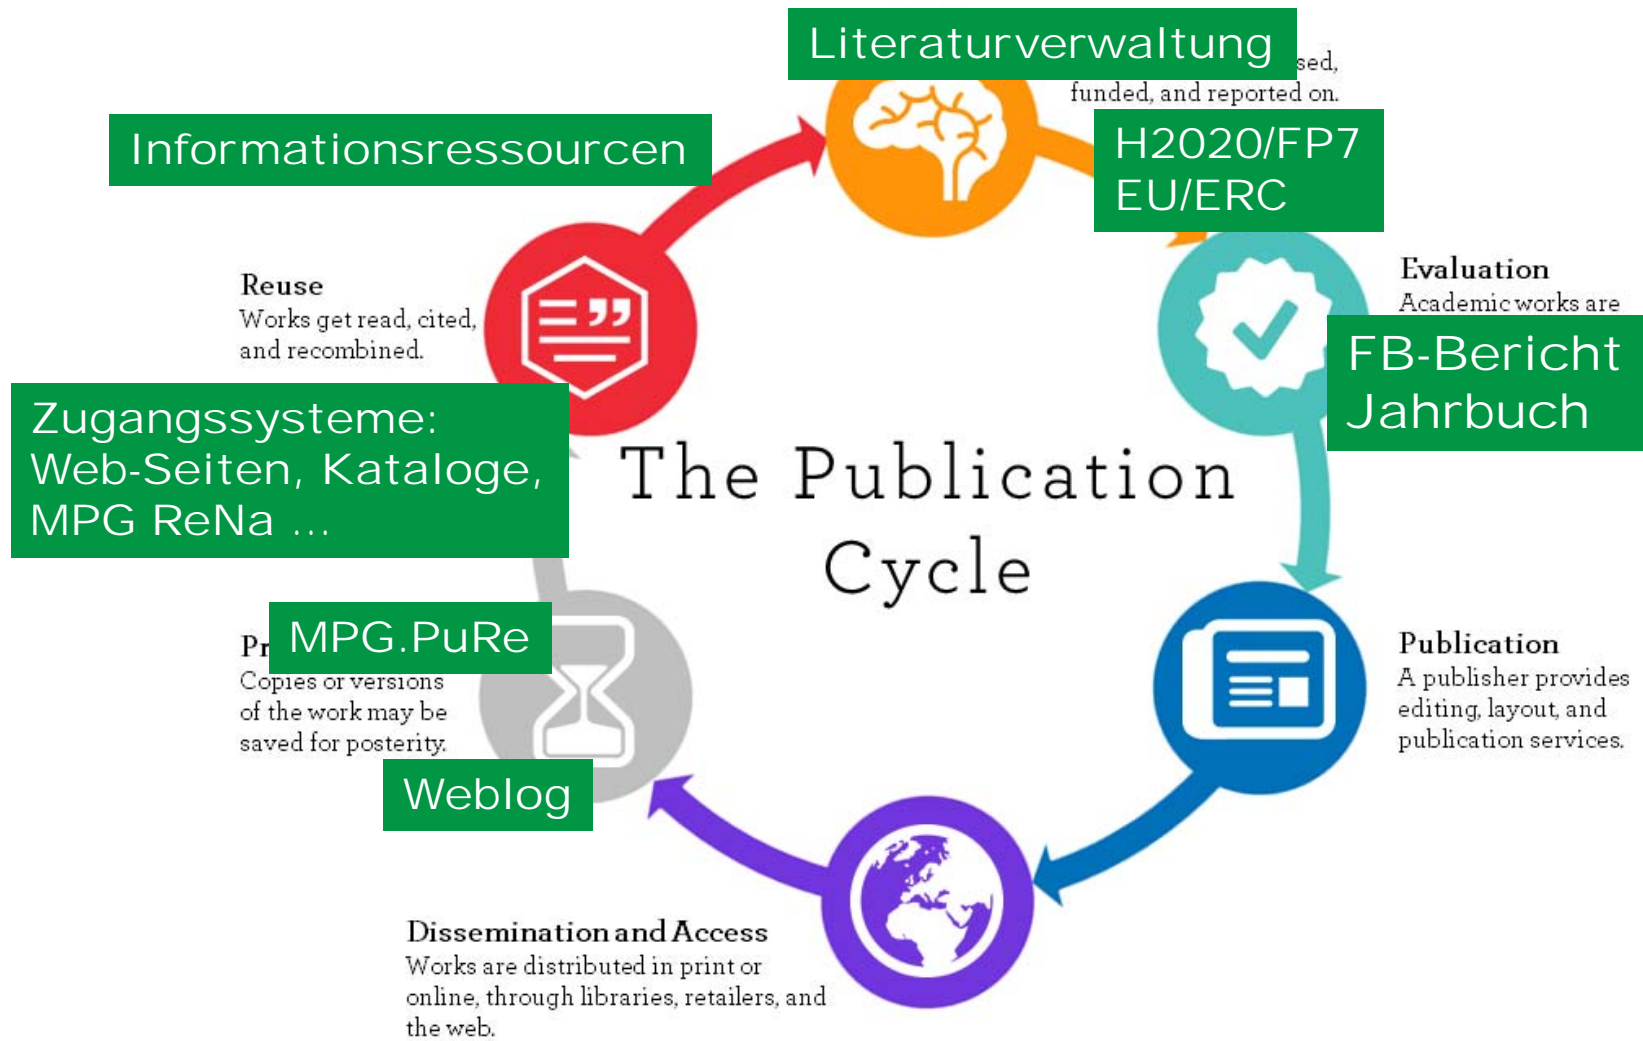 Literaturverwaltung
funded, and reported on.
Informationsressourcen
H2020/FP7
EU/ERC
Reuse
Works get read, cited,
and recombined.
Evaluation
Academic works are
FB-Bericht
Jahrbuch
Zugangssysteme:
Web-Seiten, Kataloge,
MPG ReNa ...
The Publication
Cycle
MPG.PuRe
Copies or versions
of the work may be
saved for posterity.
Publication
A publisher provides
editing, layout, and
publication services.
Weblog
Dissemination and Access
Works are distributed in print or
online, through libraries, retailers, and
the web.